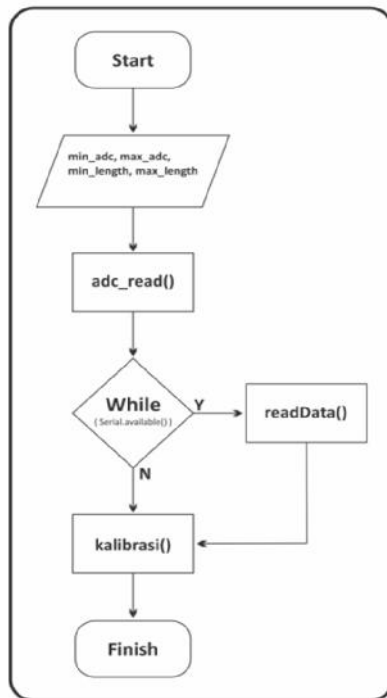 Start
min_adc, max_adc,
min_length, max_length
adc_read()
While
( Serial.available() )
Y
readData()
N
kalibrasi()
Finish